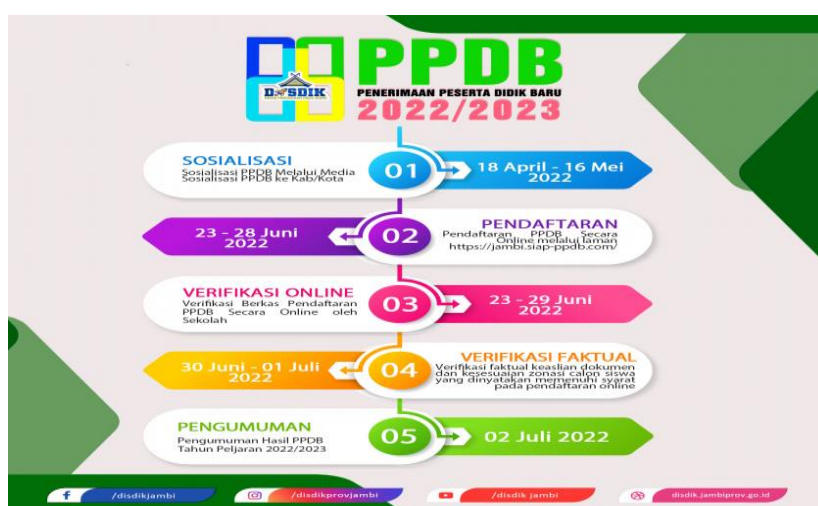 DISDIK
PPDB
PENERIMAAN PESERTA DIDIK BARU
2022/2023
SOSIALISASI
Sosialisasi PPDB Melalui Media
Sosialisasi PPDB ke Kab/Kota
01
18 April - 16 Mei
2022
23 - 28 Juni
2022
02
PENDAFTARAN
Pendaftaran PPDB Secara
Online melalui laman
https://jambi.siap-ppdb.com/
VERIFIKASI ONLINE
Verifikasi Berkas Pendaftaran
PPDB Secara Online oleh
Sekolah
03
23 - 29 Juni
2022
30 Juni - 01 Juli
2022
04
VERIFIKASI FAKTUAL
Verifikasi faktual keaslian dokumen
dan kesesuaian zonasi calon siswa
yang dinyatakan memenuhi syarat
pada pendaftaran online
PENGUMUMAN
Pengumuman Hasil PPDB
Tahun Peljaran 2022/2023
05
02 Juli 2022
/disdikjambi
/disdikprovjambi
/disdik jambi
disdik.jambiprov.go.id